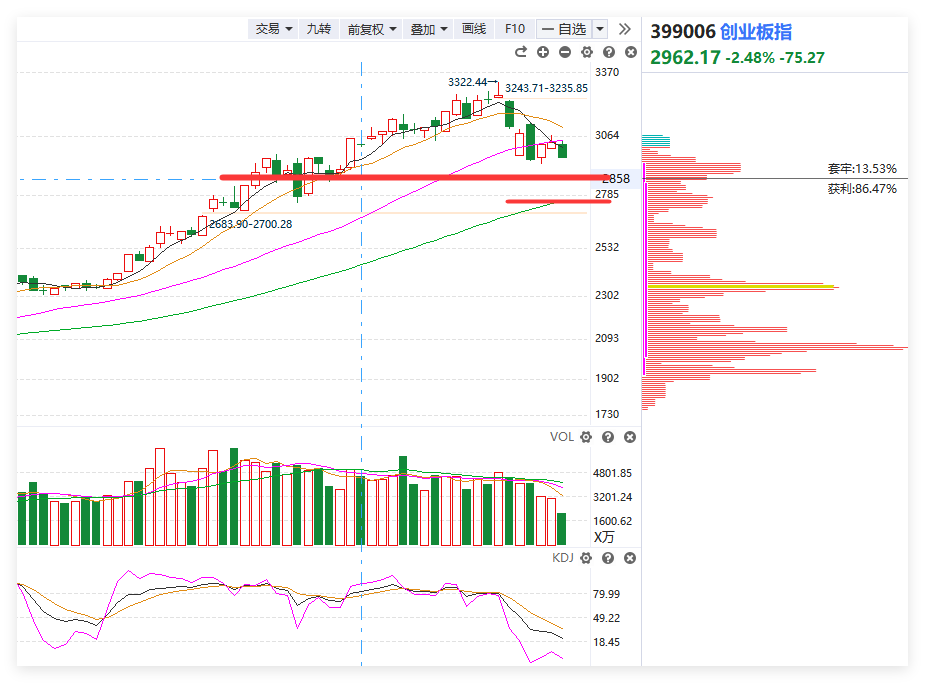 交易 九转 前复权 叠加 画线 F10 自选
399006 创业板指
2962.17 -2.48% -75.27
3370
3322.44
3243.71-3235.85
3064
套牢:13.53%
2858
获利:86.47%
2785
2683.90-2700.28
2532
2302
2093
1902
1730
VOL
4801.85
3201.24
1600.62
X万
KDJ
79.99
49.22
18.45